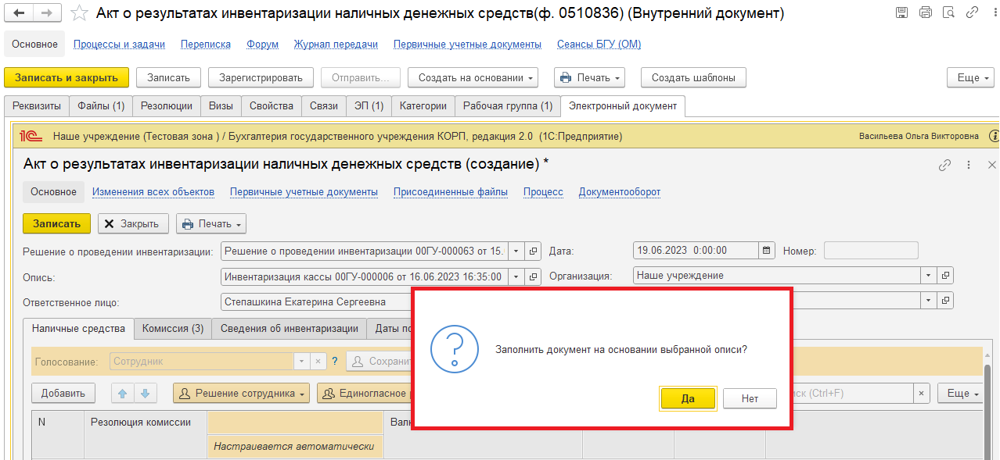 Акт о результатах инвентаризации наличных денежных средств(ф. 0510836) (Внутренний документ)
Основное Процессы и задачи Переписка Форум Журнал передачи Первичные учетные документы Сеансы БГУ (ОМ)
Записать и закрыть Записать Зарегистрировать Отправить... Создать на основании Печать Создать шаблоны Еще
Реквизиты Файлы (1) Резолюции Визы Свойства Связи ЭП (1) Категории Рабочая группа (1) Электронный документ
1С Наше учреждение (Тестовая зона ) / Бухгалтерия государственного учреждения КОРП, редакция 2.0 (1С:Предприятие) Васильева Ольга Викторовна
Акт о результатах инвентаризации наличных денежных средств (создание) *
Основное Изменения всех объектов Первичные учетные документы Присоединенные файлы Процесс Документооборот
Записать Закрыть Печать
Решение о проведении инвентаризации: Решение о проведении инвентаризации 00ГУ-000063 от 15. Дата: 19.06.2023 0:00:00 Номер:
Опись: Инвентаризация кассы 00ГУ-000006 от 16.06.2023 16:35:00 Организация: Наше учреждение
Ответственное лицо: Степашкина Екатерина Сергеевна
Наличные средства Комиссия (3) Сведения об инвентаризации Даты
Заполнить документ на основании выбранной описи?
Голосование: Сотрудник ?
Да Нет
Добавить Решение сотрудника Единогласное (Ctrl+F) × Еще
N Резолюция комиссии
Настраивается автоматически